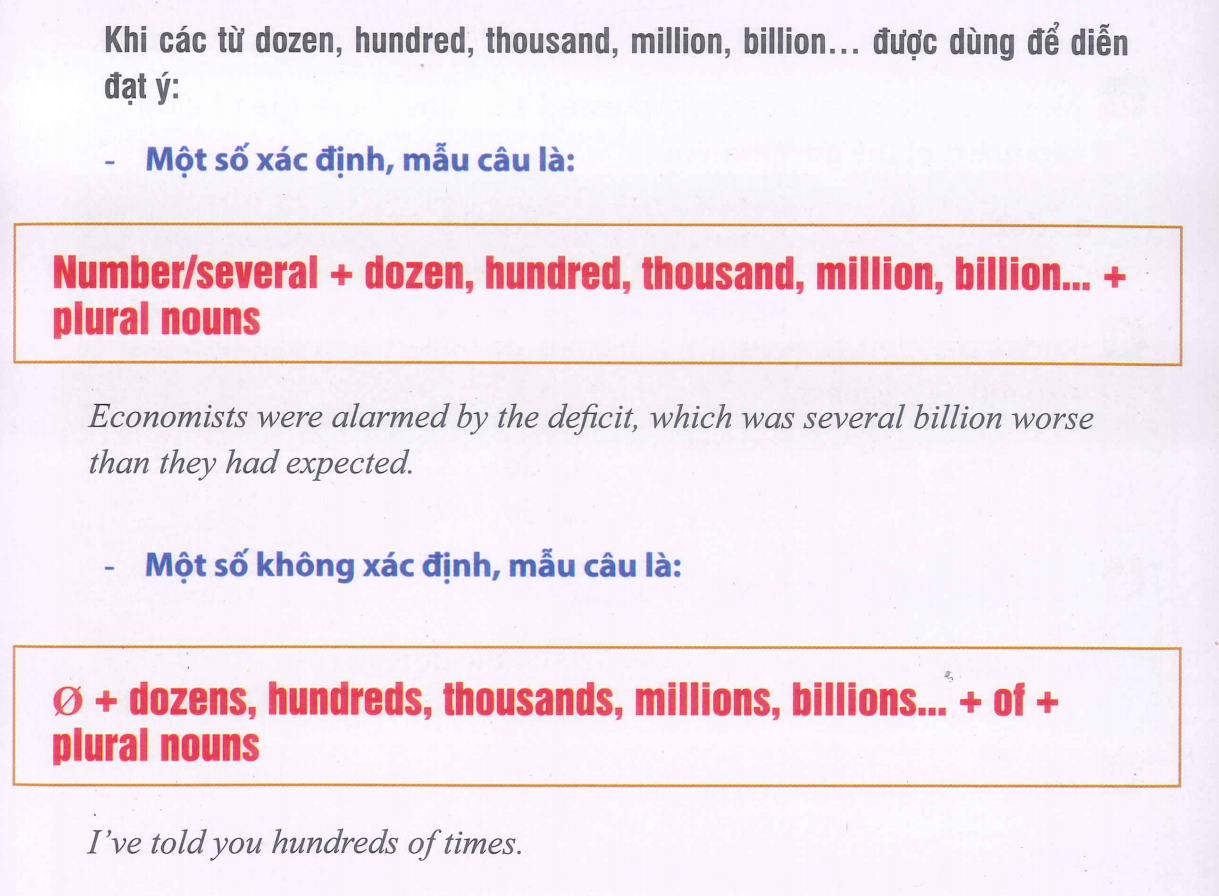 Khi các từ dozen, hundred, thousand, million, billion... được dùng để diễn
đạt ý:
- Một số xác định, mẫu câu là:
Number/several + dozen, hundred, thousand, million, billion... +
plural nouns
Economists were alarmed by the deficit, which was several billion worse
than they had expected.
- Một số không xác định, mẫu câu là:
Ø + dozens, hundreds, thousands, millions, billions... + of +
plural nouns
I've told you hundreds of times.